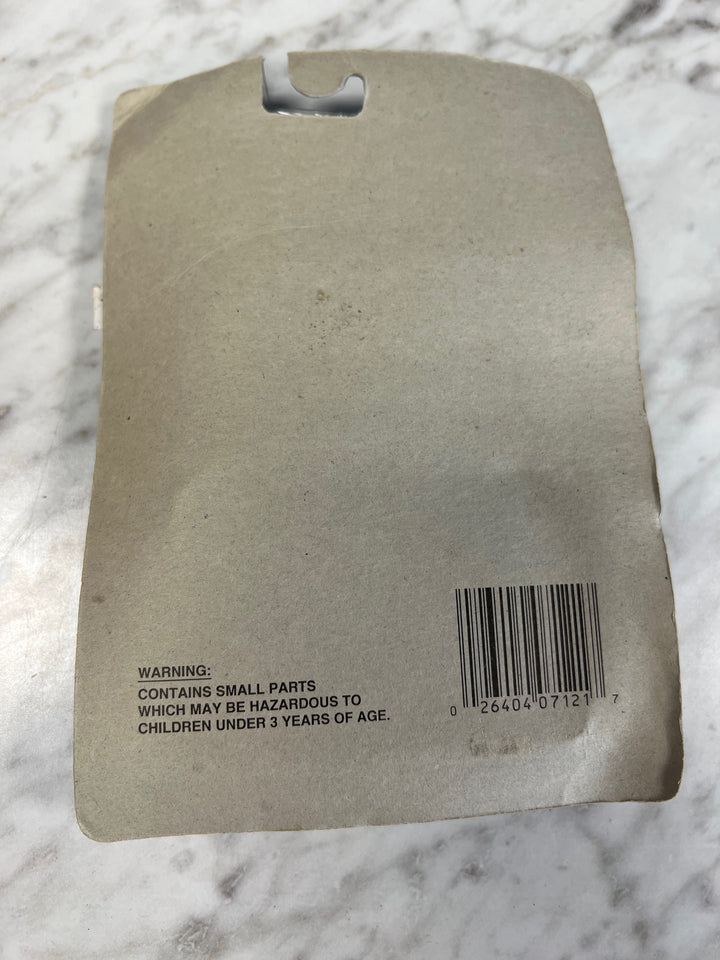 WARNING:
CONTAINS SMALL PARTS
WHICH MAY BE HAZARDOUS TO
CHILDREN UNDER 3 YEARS OF AGE.
0 26404 07121 7